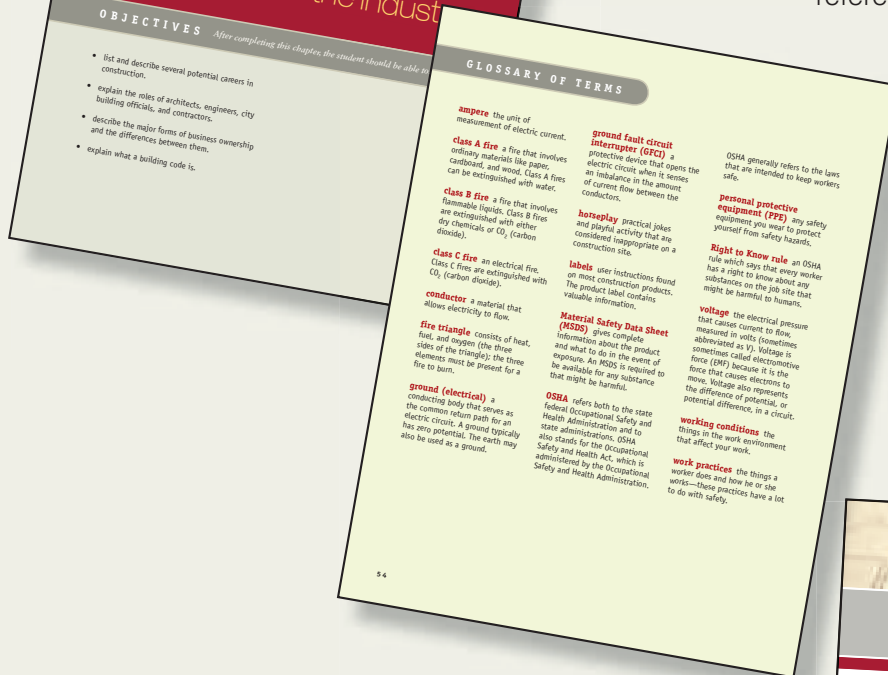 the Indust
refere
OBJECTIVES After completing this chapter, the student should be able to
• list and describe several potential careers in
construction.
• explain the roles of architects, engineers, city
building officials, and contractors.
• describe the major forms of business ownership
and the differences between them.
• explain what a building code is.
GLOSSARY OF TERMS
ampere the unit of
measurement of electric current.
class A fire a fire that involves
ordinary materials like paper,
cardboard, and wood. Class A fires
can be extinguished with water.
class B fire a fire that involves
flammable liquids. Class B fires
are extinguished with either
dry chemicals or CO₂ (carbon
dioxide).
class C fire an electrical fire.
Class C fires are extinguished with
CO₂ (carbon dioxide).
conductor a material that
allows electricity to flow.
fire triangle consists of heat,
fuel, and oxygen (the three
sides of the triangle); the three
elements must be present for a
fire to burn.
ground (electrical) a
conducting body that serves as
the common return path for an
electric circuit. A ground typically
has zero potential. The earth may
also be used as a ground.
ground fault circuit
interrupter (GFCI) a
protective device that opens the
electric circuit when it senses
an imbalance in the amount
of current flow between the
conductors.
horseplay practical jokes
and playful activity that are
considered inappropriate on a
construction site.
labels user instructions found
on most construction products.
The product label contains
valuable information.
Material Safety Data Sheet
(MSDS) gives complete
information about the product
and what to do in the event of
exposure. An MSDS is required to
be available for any substance
that might be harmful.
OSHA refers both to the state
federal Occupational Safety and
Health Administration and to
state administrations. OSHA
also stands for the Occupational
Safety and Health Act, which is
administered by the Occupational
Safety and Health Administration.
OSHA generally refers to the laws
that are intended to keep workers
safe.
personal protective
equipment (PPE) any safety
equipment you wear to protect
yourself from safety hazards.
Right to Know rule an OSHA
rule which says that every worker
has a right to know about any
substances on the job site that
might be harmful to humans.
voltage the electrical pressure
that causes current to flow,
measured in volts (sometimes
abbreviated as V). Voltage is
sometimes called electromotive
force (EMF) because it is the
force that causes electrons to
move. Voltage also represents
the difference of potential, or
potential difference, in a circuit.
working conditions the
things in the work environment
that affect your work.
work practices the things a
worker does and how he or she
works—these practices have a lot
to do with safety.
54